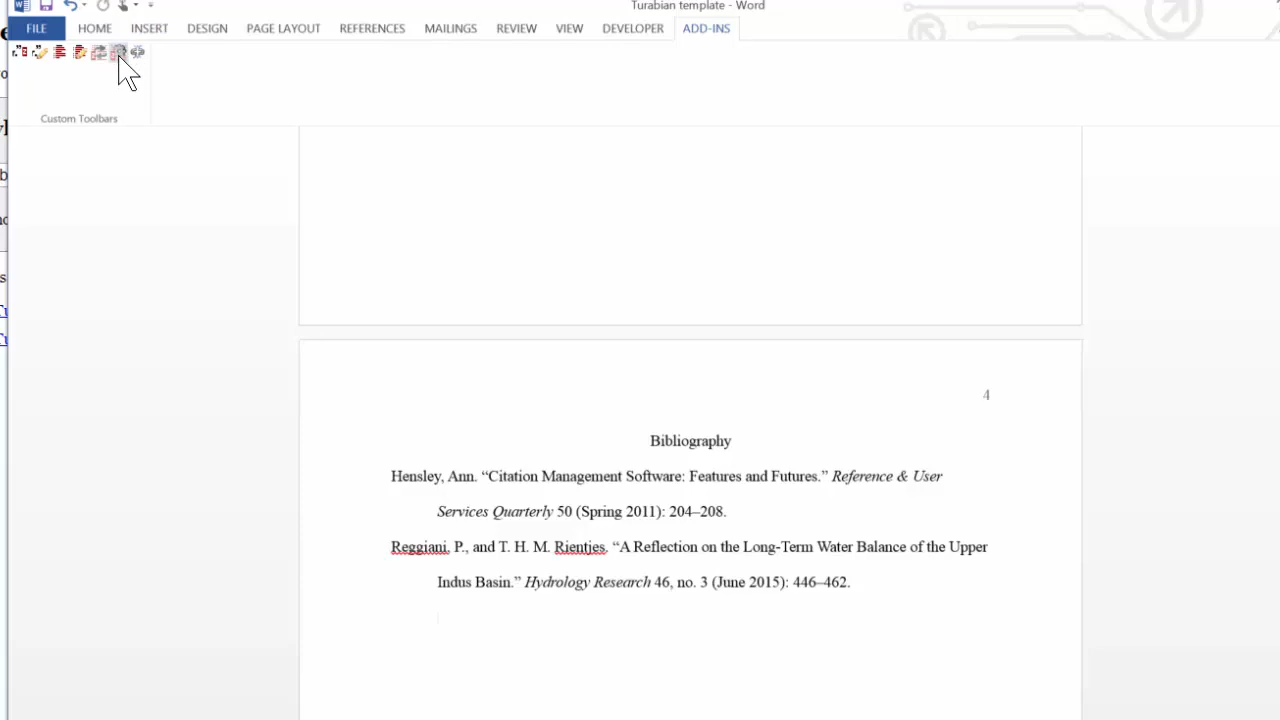 Turabian template - Word
FILE HOME INSERT DESIGN PAGE LAYOUT REFERENCES MAILINGS REVIEW VIEW DEVELOPER ADD-INS
Custom Toolbars
4
Bibliography
Hensley, Ann. “Citation Management Software: Features and Futures.” Reference & User
Services Quarterly 50 (Spring 2011): 204–208.
Reggiani, P., and T. H. M. Rientjes. “A Reflection on the Long-Term Water Balance of the Upper
Indus Basin.” Hydrology Research 46, no. 3 (June 2015): 446–462.